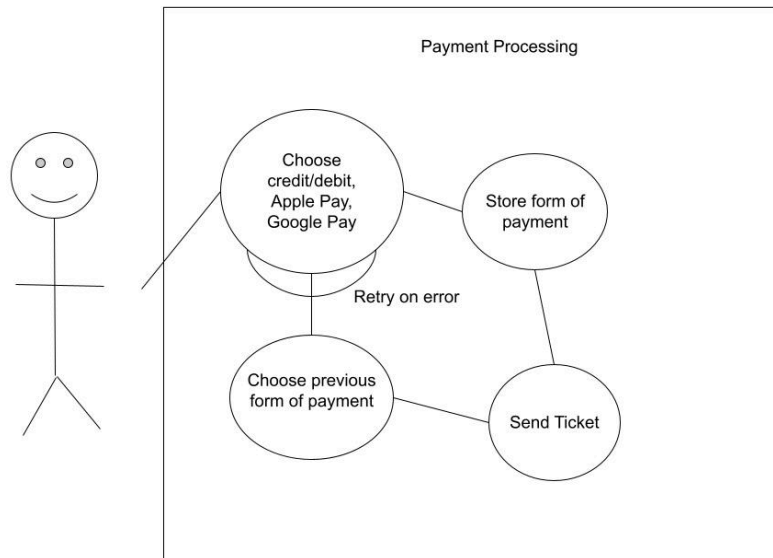 Payment Processing
Choose
credit/debit,
Apple Pay,
Google Pay
Store form of
payment
Retry on error
Choose previous
form of payment
Send Ticket